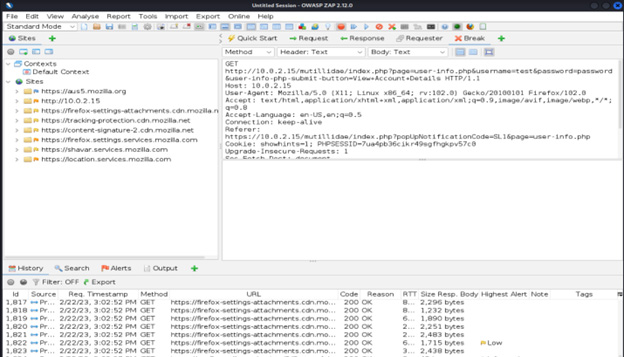 Untitled Session - OWASP ZAP 2.12.0
File Edit View Analyse Report Tools Import Export Online Help
Standard Mode
Sites
Quick Start Request Response Requester Break
Method Header: Text Body: Text
Contexts
Default Context
Sites
https://aus5.mozilla.org
http://10.0.2.15
https://firefox-settings-attachments.cdn.mozilla.n
https://tracking-protection.cdn.mozilla.net
https://content-signature-2.cdn.mozilla.net
https://firefox.settings.services.mozilla.com
https://shavar.services.mozilla.com
https://location.services.mozilla.com
GET
http://10.0.2.15/mutillidae/index.php?page=user-info.php&username=test&password=password
&user-info-php-submit-button=View+Account+Details HTTP/1.1
Host: 10.0.2.15
User-Agent: Mozilla/5.0 (X11; Linux x86_64; rv:102.0) Gecko/20100101 Firefox/102.0
Accept: text/html,application/xhtml+xml,application/xml;q=0.9,image/avif,image/webp,*/*;
q=0.8
Accept-Language: en-US,en;q=0.5
Connection: keep-alive
Referer:
https://10.0.2.15/mutillidae/index.php?popUpNotificationCode=SL1&page=user-info.php
Cookie: showhints=1; PHPSESSID=7ua4pb36cikr49sgfhgkpv57c0
Upgrade-Insecure-Requests: 1
Sec-Fetch-Dest: document
History Search Alerts Output
Filter: OFF Export
Id Source Req. Timestamp Method URL Code Reason RTT Size Resp. Body Highest Alert Note Tags
1,817 Pr... 2/22/23, 3:02:52 PM GET https://firefox-settings-attachments.cdn.mo... 200 OK 8... 2,296 bytes
1,818 Pr... 2/22/23, 3:02:52 PM GET https://firefox-settings-attachments.cdn.mo... 200 OK 8... 1,232 bytes
1,819 Pr... 2/22/23, 3:02:52 PM GET https://firefox-settings-attachments.cdn.mo... 200 OK 6... 1,890 bytes
1,820 Pr... 2/22/23, 3:02:52 PM GET https://firefox-settings-attachments.cdn.mo... 200 OK 2... 2,251 bytes
1,821 Pr... 2/22/23, 3:02:52 PM GET https://firefox-settings-attachments.cdn.mo... 200 OK 2... 2,483 bytes
1,822 Pr... 2/22/23, 3:02:52 PM GET https://firefox-settings-attachments.cdn.mo... 200 OK 6... 1,715 bytes Low
1,823 Pr... 2/22/23, 3:02:52 PM GET https://firefox-settings-attachments.cdn.mo... 200 OK 3... 2,438 bytes